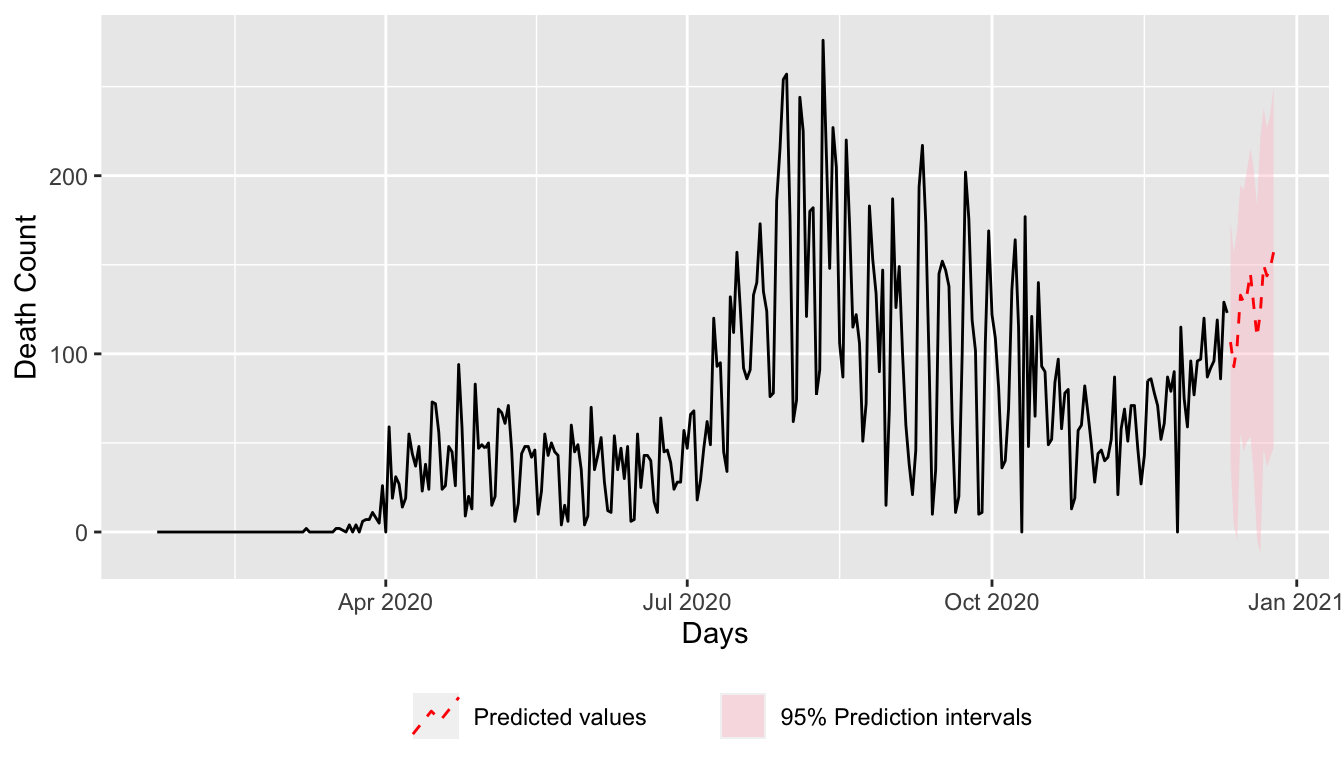 Death Count
200
100
0
Apr 2020
Jul 2020
Oct 2020
Jan 2021
Days
Predicted values
95% Prediction intervals